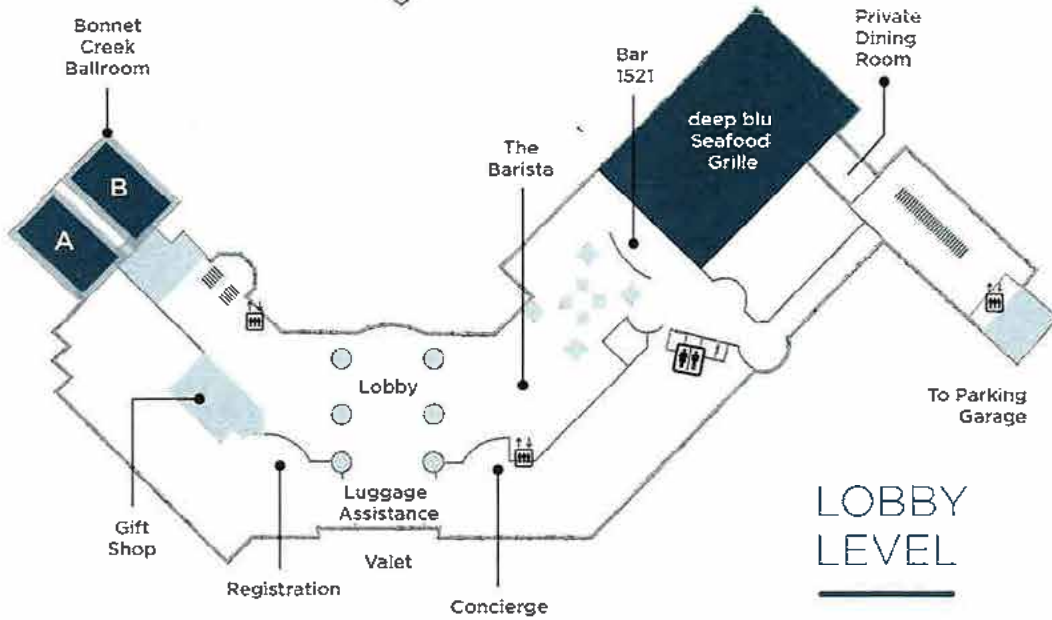 Bonnet
Creek
Ballroom
B
A
Bar
1521
Private
Dining
Room
deep blu
Seafood
Grille
The
Barista
Lobby
To Parking
Garage
Luggage
Assistance
Gift
Shop
Valet
Registration
Concierge
LOBBY
LEVEL